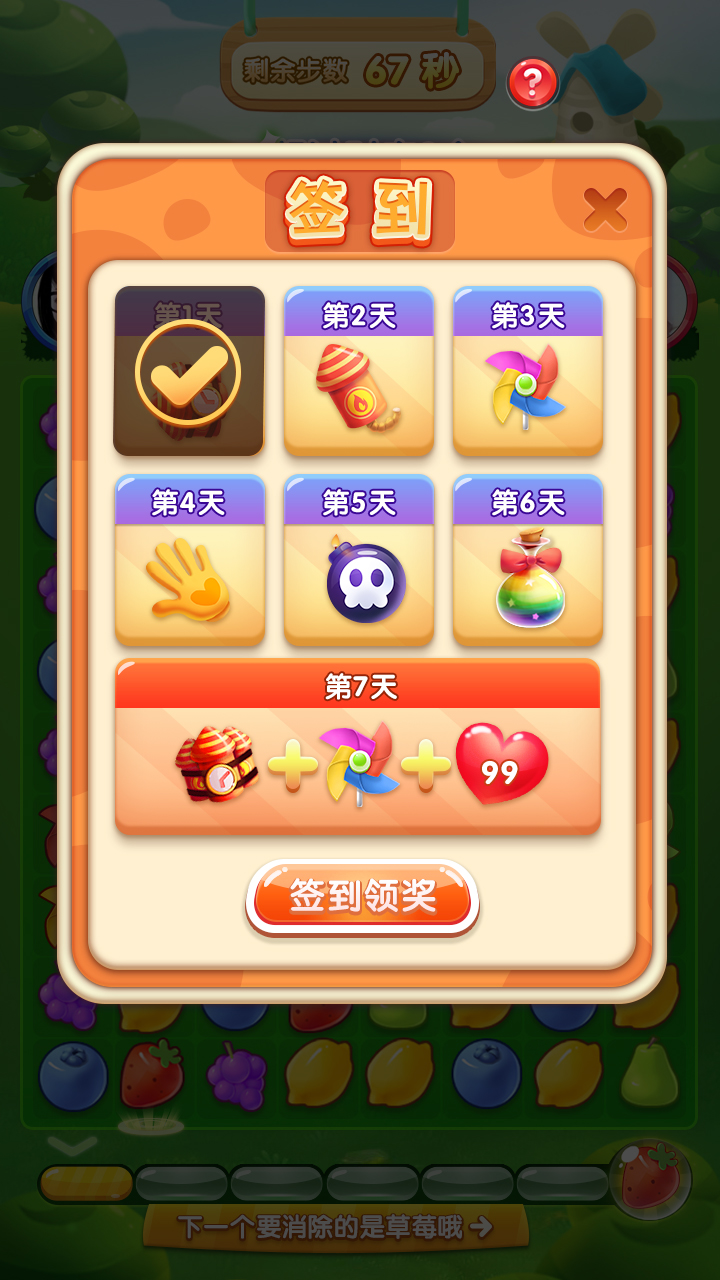 剩余步数 67 秒
?
签到
第1天
第2天
第3天
第4天
第5天
第6天
第7天
99
签到领奖
下一个要消除的是草莓哦